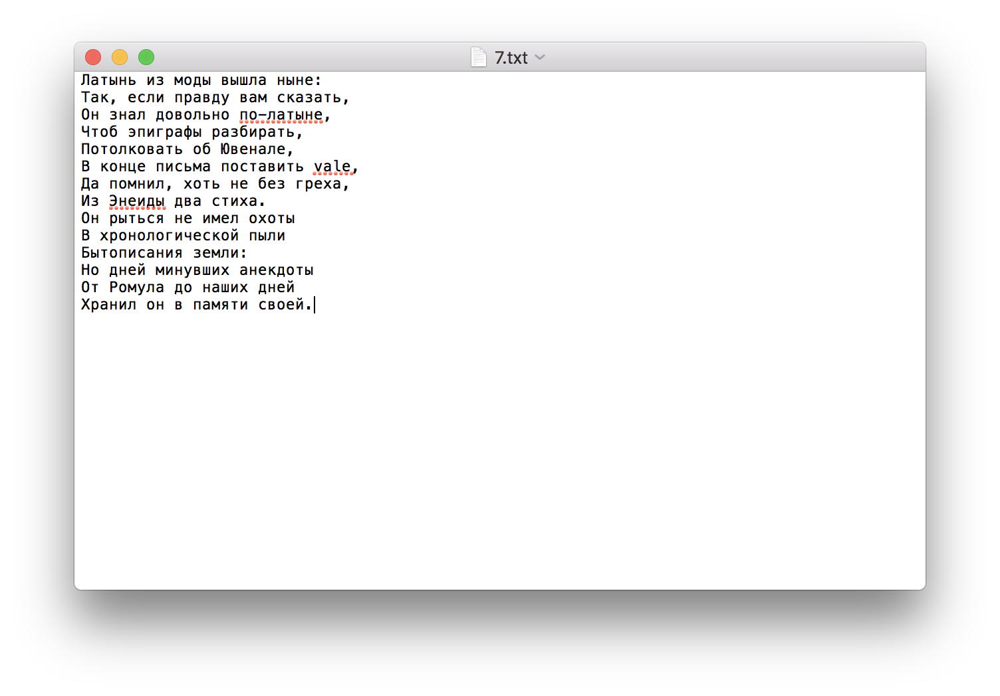 7.txt
Латынь из моды вышла ныне:
Так, если правду вам сказать,
Он знал довольно по-латыне,
Чтоб эпиграфы разбирать,
Потолковать об Ювенале,
В конце письма поставить vale,
Да помнил, хоть не без греха,
Из Энеиды два стиха.
Он рыться не имел охоты
В хронологической пыли
Бытописания земли:
Но дней минувших анекдоты
От Ромула до наших дней
Хранил он в памяти своей.